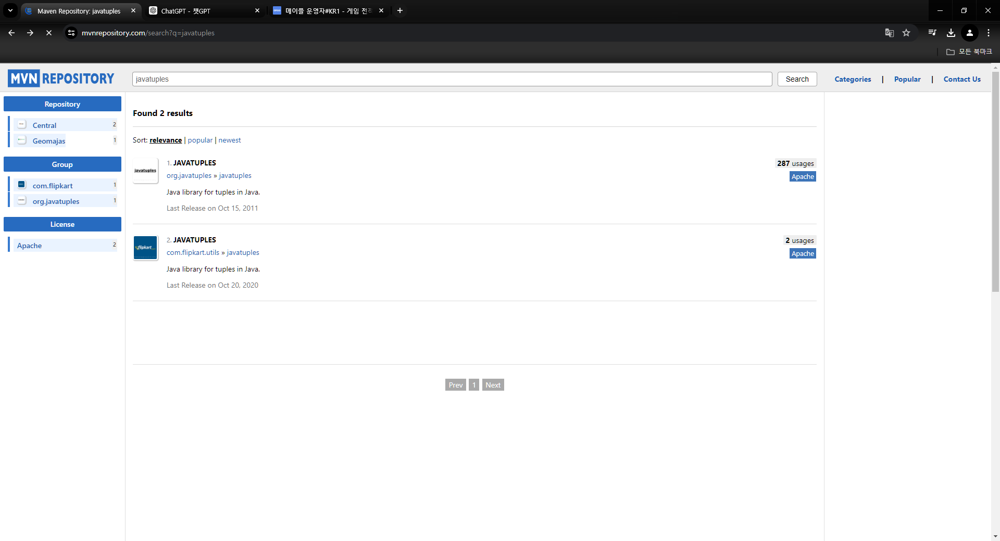 Maven Repository: javatuples
ChatGPT - 챗GPT
메이플 운영자#KR1 - 게임 전적
mvnrepository.com/search?q=javatuples
모든 북마크
MVN REPOSITORY
javatuples
Search
Categories | Popular | Contact Us
Repository
Central 2
Geomajas 1
Group
com.flipkart 1
org.javatuples 1
License
Apache 2
Found 2 results
Sort: relevance | popular | newest
javatuples
1. JAVATUPLES
287 usages
org.javatuples » javatuples
Apache
Java library for tuples in Java.
Last Release on Oct 15, 2011
flipkart
2. JAVATUPLES
2 usages
com.flipkart.utils » javatuples
Apache
Java library for tuples in Java.
Last Release on Oct 20, 2020
Prev 1 Next